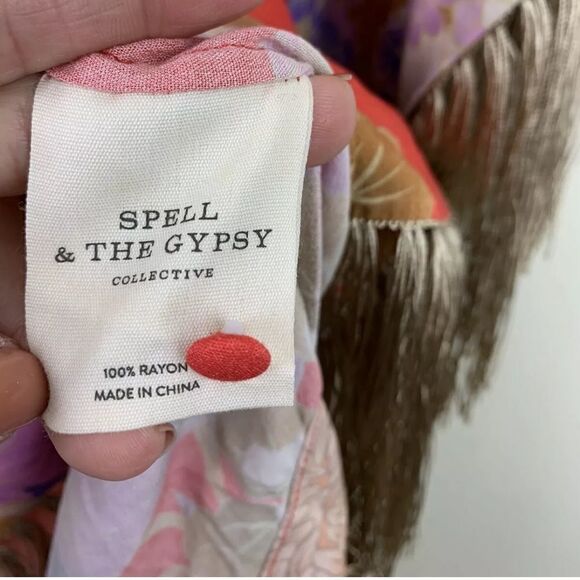 SPELL
& THE GYPSY
COLLECTIVE
100% RAYON
MADE IN CHINA